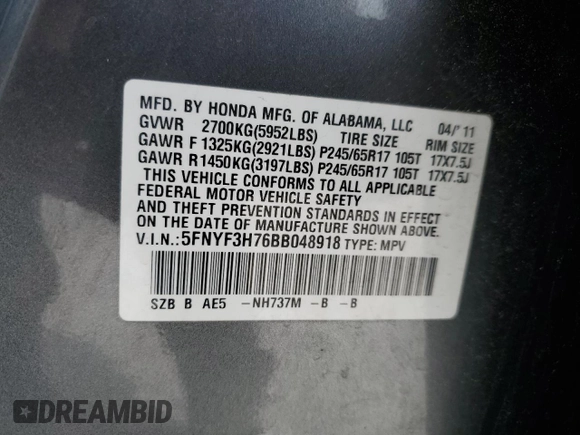 MFD. BY HONDA MFG. OF ALABAMA, LLC 04/'11
GVWR 2700KG(5952LBS) TIRE SIZE RIM SIZE
GAWR F 1325KG(2921LBS) P245/65R17 105T 17X7.5J
GAWR R1450KG(3197LBS) P245/65R17 105T 17X7.5J
THIS VEHICLE CONFORMS TO ALL APPLICABLE
FEDERAL MOTOR VEHICLE SAFETY
AND THEFT PREVENTION STANDARDS IN EFFECT
ON THE DATE OF MANUFACTURE SHOWN ABOVE.
V.I.N.:5FNYF3H76BB048918 TYPE: MPV
SZB B AE5 -NH737M -B -B
DREAMBID